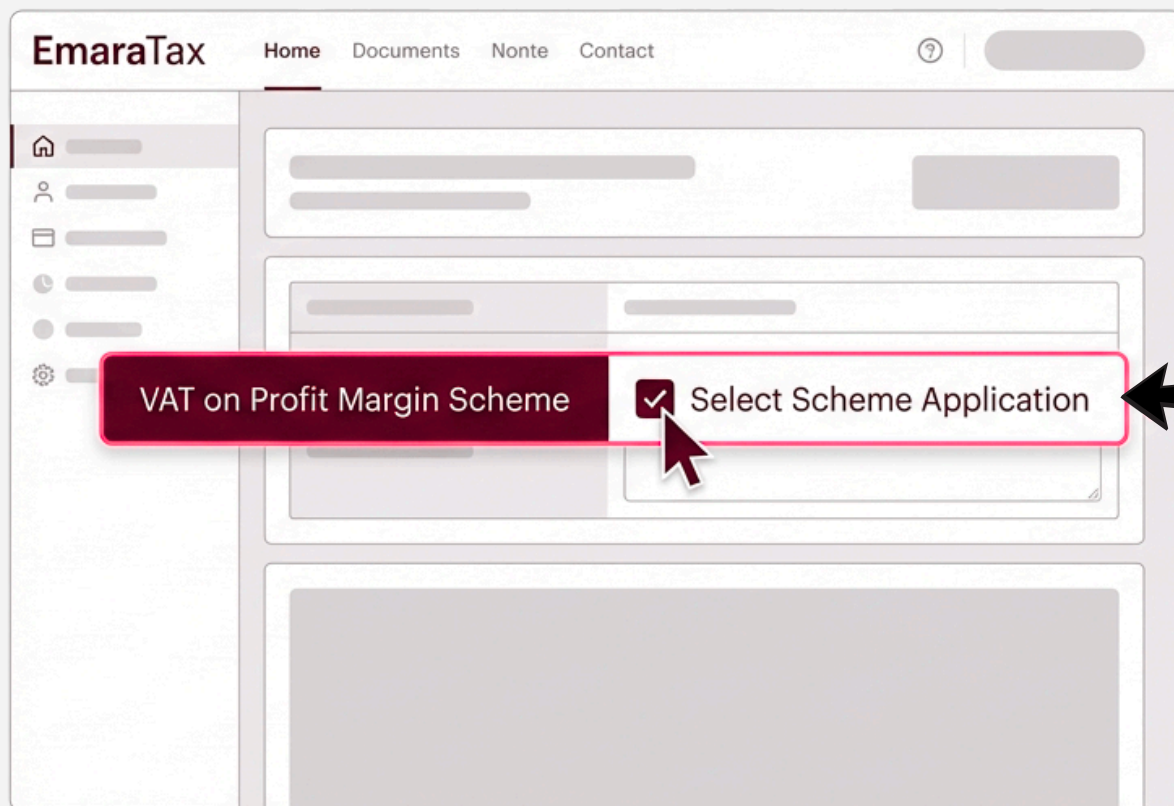 EmaraTax
Home Documents Nonte Contact
VAT on Profit Margin Scheme
Select Scheme Application